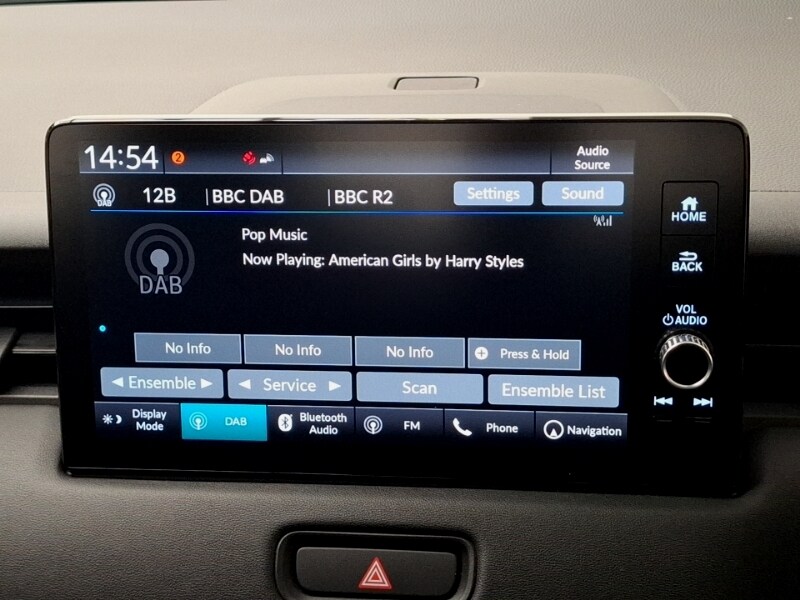 14:54
2
Audio
Source
DAB
12B
BBC DAB
BBC R2
Settings
Sound
HOME
Pop Music
Now Playing: American Girls by Harry Styles
DAB
BACK
VOL
AUDIO
No Info
No Info
No Info
Press & Hold
Ensemble
Service
Scan
Ensemble List
Display
Mode
DAB
Bluetooth
Audio
FM
Phone
Navigation